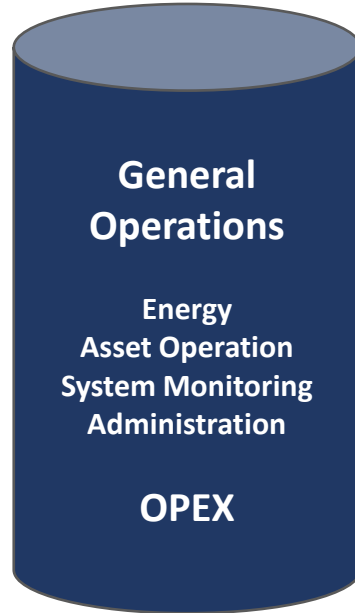 General
Operations
Energy
Asset Operation
System Monitoring
Administration
OPEX